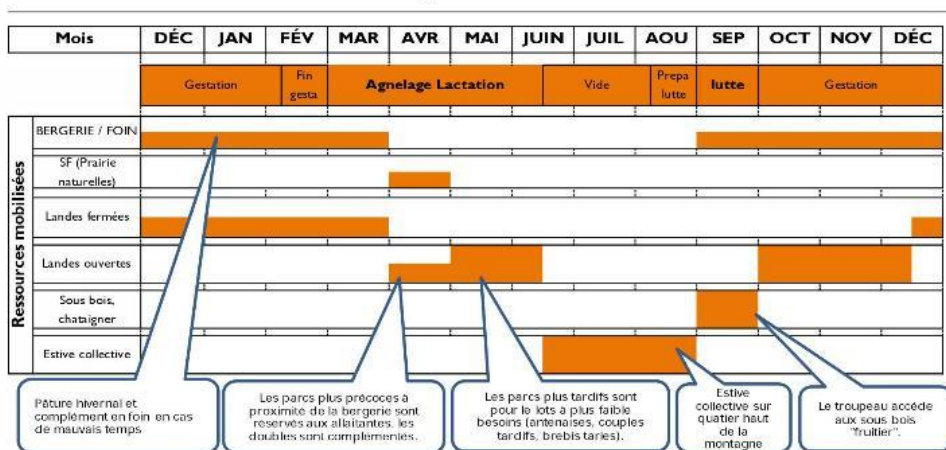 Mois DÉC JAN FÉV MAR AVR MAI JUIN JUIL AOU SEP OCT NOV DÉC
Gestation Fin gesta Agnelage Lactation Vide Prepa lutte lutte Gestation
Ressources mobilisées
BERGERIE / FOIN
SF (Prairie
naturelles)
Landes fermées
Landes ouvertes
Sous bois,
chataigner
Estive collective
Pâture hivernal et
complément en foin en cas
de mauvais temps
Les parcs plus précoces à
proximité de la bergerie sont
réservés aux allaitantes. les
doubles sont complémentés.
Les parcs plus tardifs sont
pour le lots à plus faible
besoins (antenaises, couples
tardifs, brebis taries).
Estive
collective sur
quatier haut
de la
montagne
Le troupeau accède
aux sous bois
"fruitier".